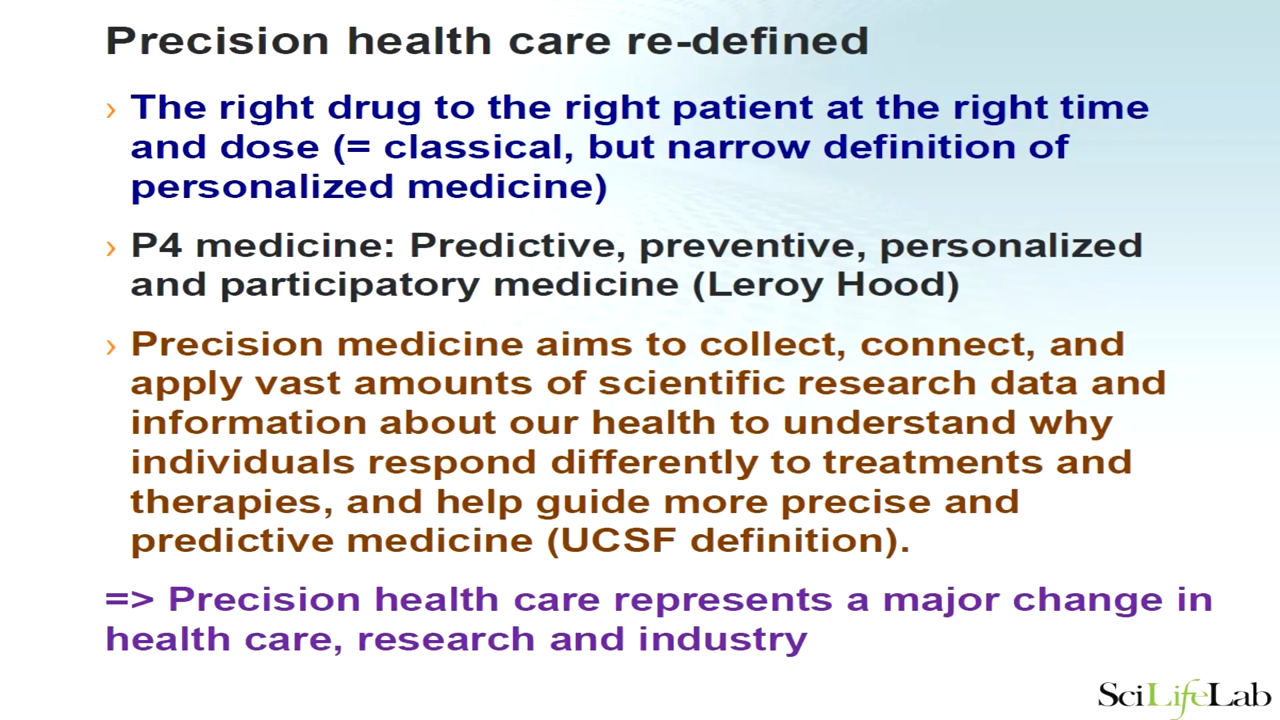 Precision health care re-defined
› The right drug to the right patient at the right time
and dose (= classical, but narrow definition of
personalized medicine)
› P4 medicine: Predictive, preventive, personalized
and participatory medicine (Leroy Hood)
› Precision medicine aims to collect, connect, and
apply vast amounts of scientific research data and
information about our health to understand why
individuals respond differently to treatments and
therapies, and help guide more precise and
predictive medicine (UCSF definition).
=> Precision health care represents a major change in
health care, research and industry
SciLifeLab